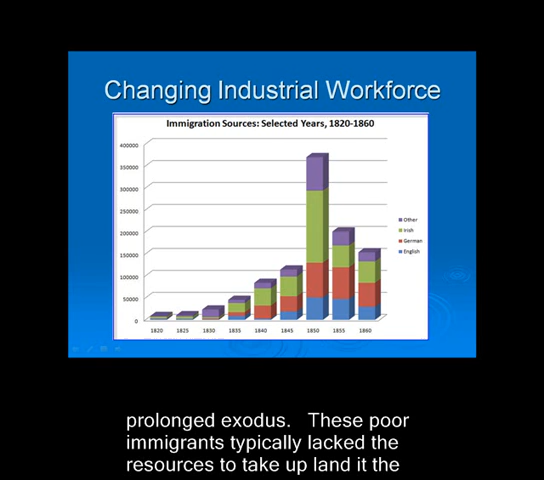 Changing Industrial Workforce
Immigration Sources: Selected Years, 1820-1860
400000
350000
300000
250000
200000
150000
100000
50000
0
1820 1825 1830 1835 1840 1845 1850 1855 1860
Other
Irish
German
English
prolonged exodus. These poor
immigrants typically lacked the
resources to take up land it the